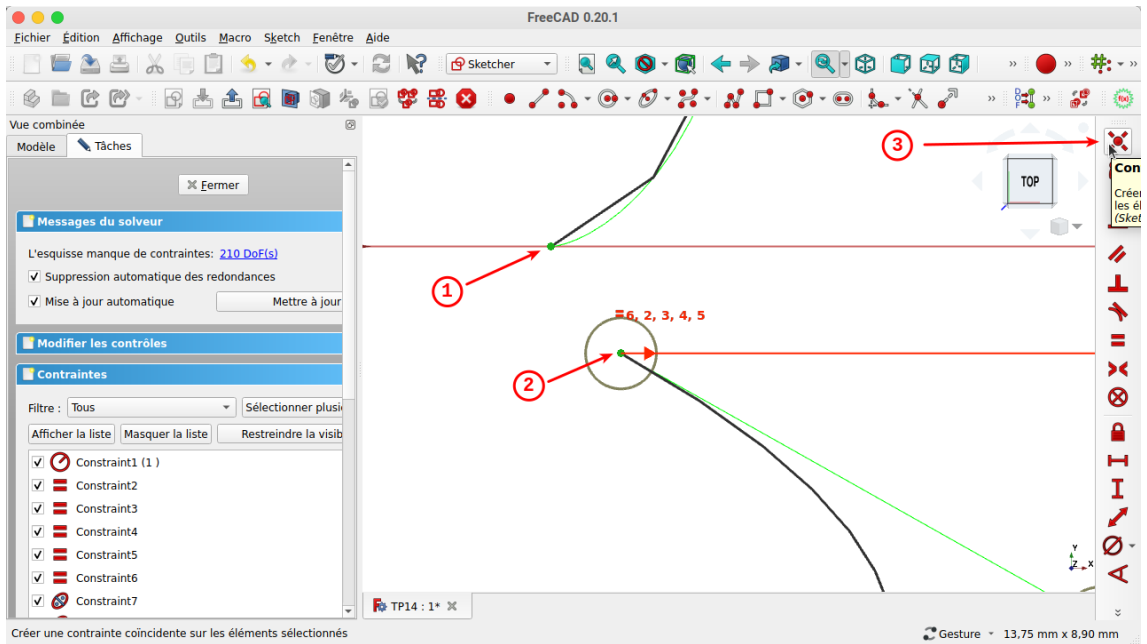 FreeCAD 0.20.1
Fichier Édition Affichage Outils Macro Sketch Fenêtre Aide
Sketcher
»
»
»
»
»
f(x)
Vue combinée
Modèle Tâches
Fermer
Messages du solveur
L'esquisse manque de contraintes: 210 DoF(s)
Suppression automatique des redondances
Mise à jour automatique Mettre à jour
Modifier les contrôles
Contraintes
Filtre : Tous Sélectionner plusi
Afficher la liste Masquer la liste Restreindre la visib
Constraint1 (1 )
Constraint2
Constraint3
Constraint4
Constraint5
Constraint6
Constraint7
3
TOP
Con
Créer
les él
(Sket
1
6, 2, 3, 4, 5
2
Y
Z X
TP14 : 1*
Créer une contrainte coïncidente sur les éléments sélectionnés
Gesture 13,75 mm x 8,90 mm